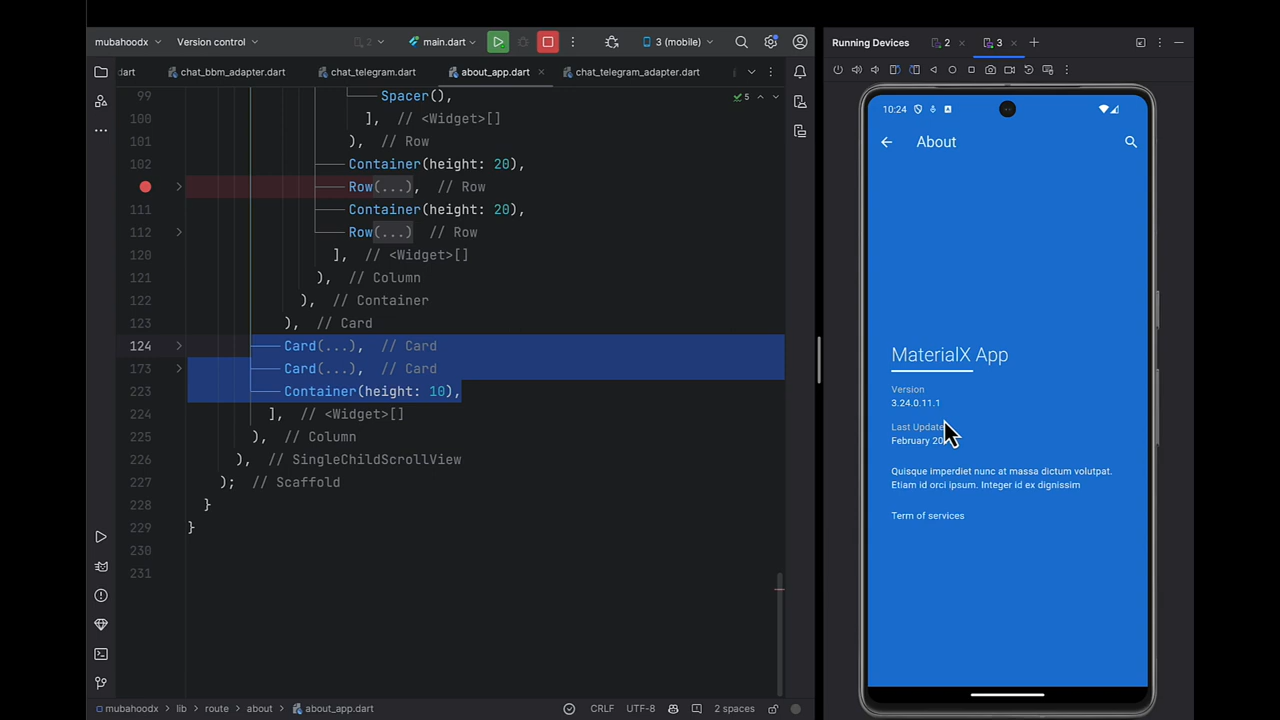 mubahoodx
Version control
2
main.dart
3 (mobile)
Running Devices
2
3
dart
chat_bbm_adapter.dart
chat_telegram.dart
about_app.dart
chat_telegram_adapter.dart
99 Spacer(),
5
100 ], // <Widget>[]
101 ), // Row
102 Container(height: 20),
Row(...), // Row
111 Container(height: 20),
112 Row(...) // Row
120 ], // <Widget>[]
121 ), // Column
122 ), // Container
123 ), // Card
124 Card(...), // Card
173 Card(...), // Card
223 Container(height: 10),
224 ], // <Widget>[]
225 ), // Column
226 ), // SingleChildScrollView
227 ); // Scaffold
228 }
229 }
230
231
10:24
About
MaterialX App
Version
3.24.0.11.1
Last Update
February 20
Quisque imperdiet nunc at massa dictum volutpat.
Etiam id orci ipsum. Integer id ex dignissim
Term of services
mubahoodx > lib > route > about > about_app.dart
CRLF
UTF-8
2 spaces